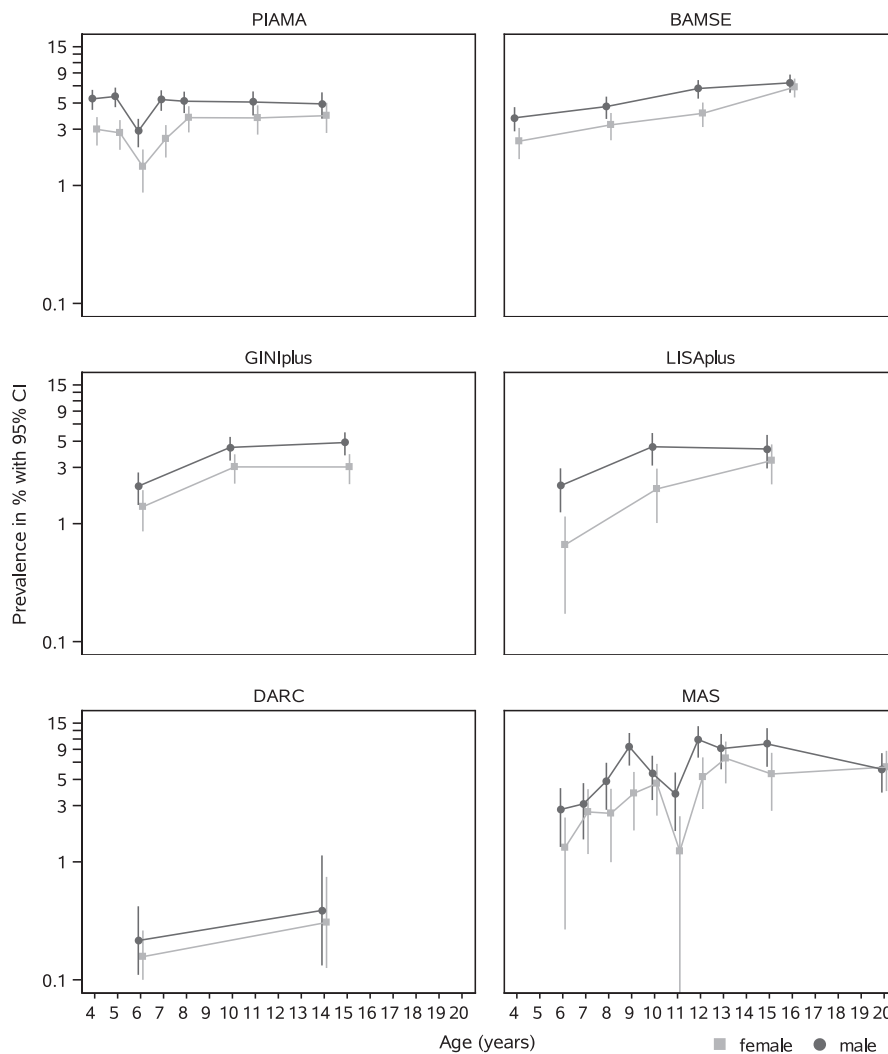 PIAMA
BAMSE
15
9
5
3
1
0.1
GINIplus
LISAplus
15
9
5
3
1
0.1
Prevalence in % with 95% CI
DARC
MAS
15
9
5
3
1
0.1
4 5 6 7 8 9 10 11 12 13 14 15 16 17 18 19 20
4 5 6 7 8 9 10 11 12 13 14 15 16 17 18 19 20
Age (years)
female male